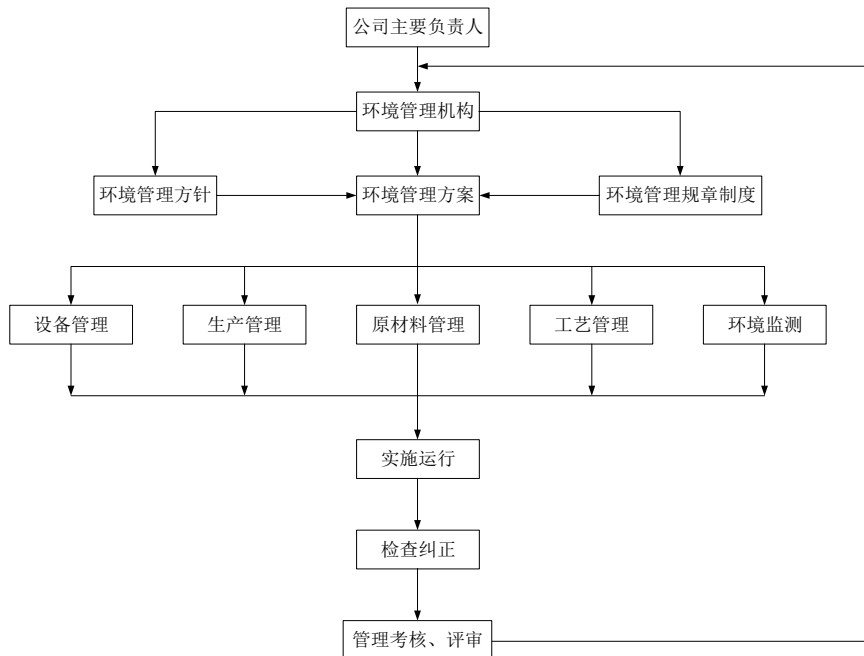 公司主要负责人
环境管理机构
环境管理方针
环境管理方案
环境管理规章制度
设备管理
生产管理
原材料管理
工艺管理
环境监测
实施运行
检查纠正
管理考核、评审